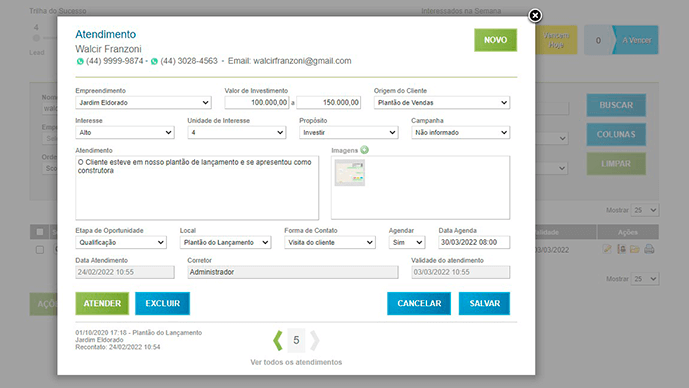 Trilha do Sucesso
Interessados na Semana
4
Lead
Vencem
Hoje
0
A Vencer
Atendimento
Walcir Franzoni
(44) 9999-9874 • (44) 3028-4563 • Email: walcirfranzoni@gmail.com
NOVO
Empreendimento
Valor de Investimento
Origem do Cliente
Jardim Eldorado
100.000,00 a 150.000,00
Plantão de Vendas
Interesse
Unidade de Interesse
Propósito
Campanha
Alto
4
Investir
Não informado
Atendimento
Imagens
O Cliente esteve em nosso plantão de lançamento e se apresentou como
construtora
Etapa de Oportunidade
Local
Forma de Contato
Agendar
Data Agenda
Qualificação
Plantão do Lançamento
Visita do cliente
Sim
30/03/2022 08:00
Data Atendimento
Corretor
Validade do atendimento
24/02/2022 10:55
Administrador
03/03/2022 10:55
ATENDER
EXCLUIR
CANCELAR
SALVAR
01/10/2020 17:18 - Plantão do Lançamento
Jardim Eldorado
Recontato: 24/02/2022 10:54
5
Ver todos os atendimentos
BUSCAR
COLUNAS
LIMPAR
Mostrar 25
Validade
Ações
03/03/2022
Mostrar 25